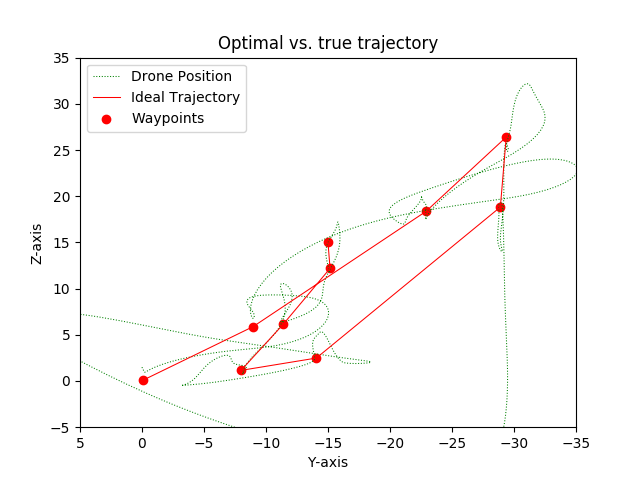 Optimal vs. true trajectory
Drone Position
Ideal Trajectory
Waypoints
Z-axis
35
30
25
20
15
10
5
0
−5
5 0 −5 −10 −15 −20 −25 −30 −35
Y-axis